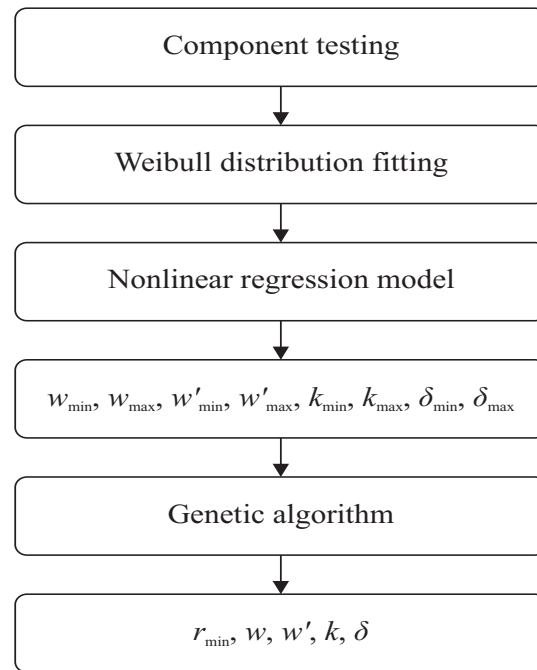 Component testing
Weibull distribution fitting
Nonlinear regression model
w_min, w_max, w′_min, w′_max, k_min, k_max, δ_min, δ_max
Genetic algorithm
r_min, w, w′, k, δ